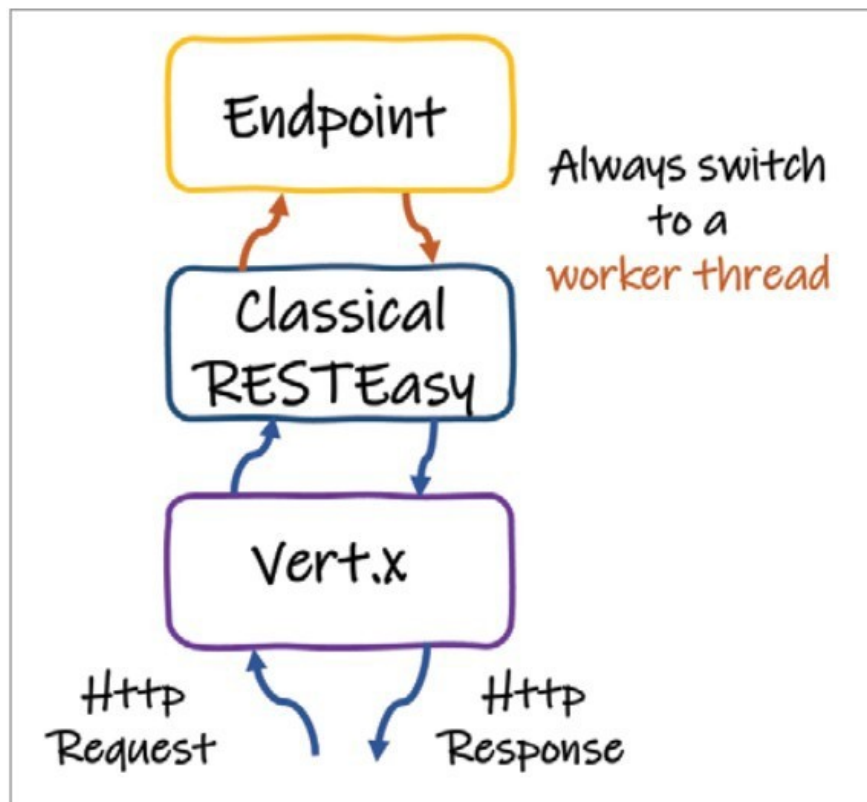 Endpoint
Always switch
to a
worker thread
Classical
RESTEasy
Vert.x
Http
Request
Http
Response